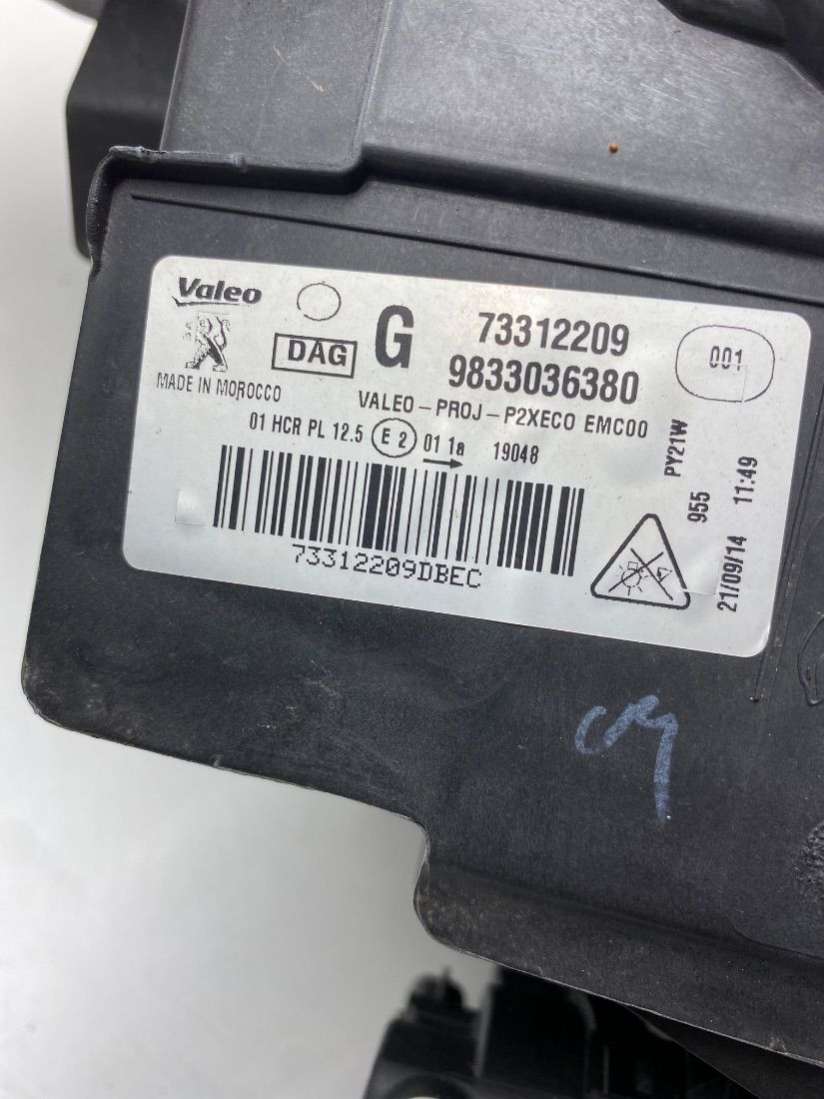 Valeo
DAG
G
73312209
9833036380
001
MADE IN MOROCCO
VALEO - PROJ - P2XECO EMC00
01 HCR PL 12.5 E 2 01 1a 19048
73312209DBEC
PY21W
955
21/09/14 11:49